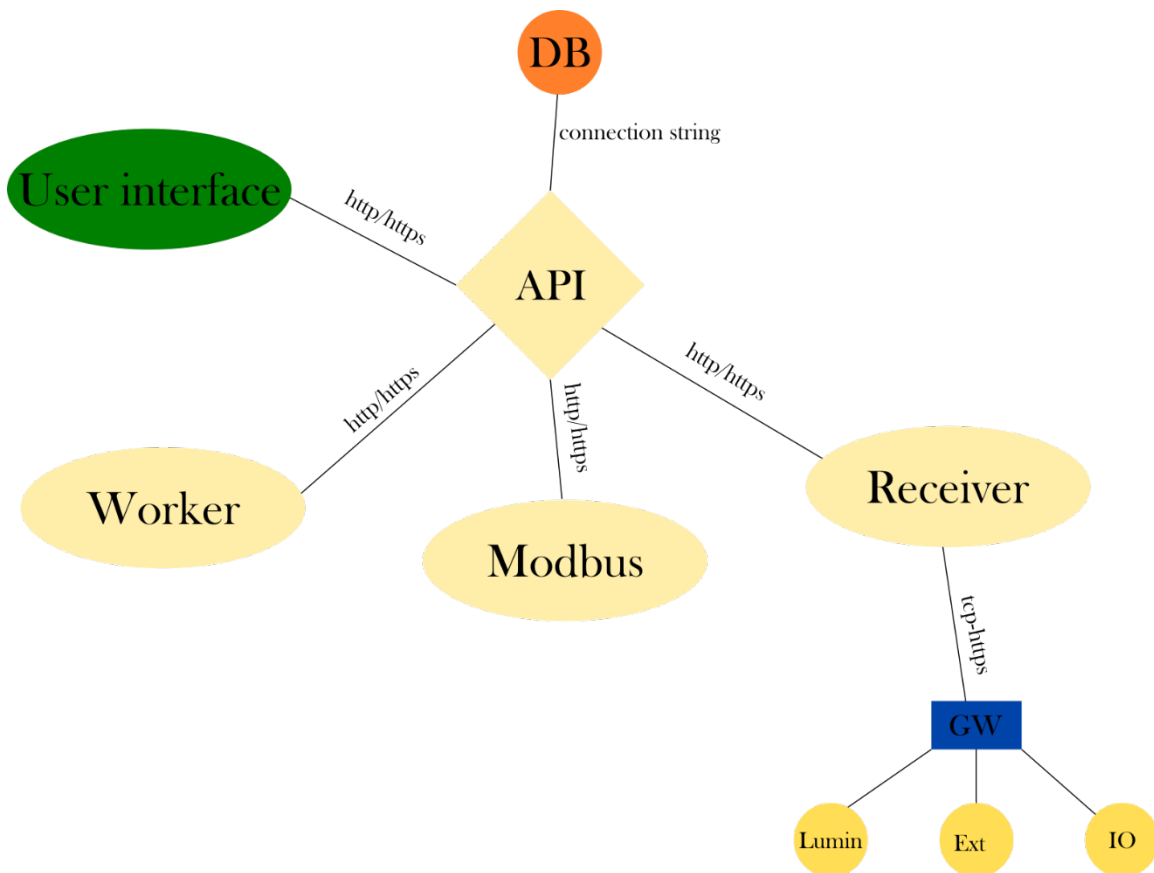 DB
connection string
User interface
http/https
API
http/https
http/https
http/https
Worker
Modbus
Receiver
tcp-https
GW
Lumin
Ext
IO